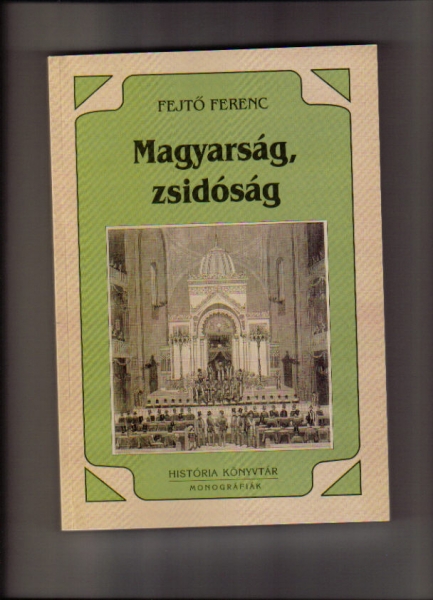 FEJTŐ FERENC
Magyarság,
zsidóság
HISTÓRIA KÖNYVTÁR
MONOGRÁFIÁK